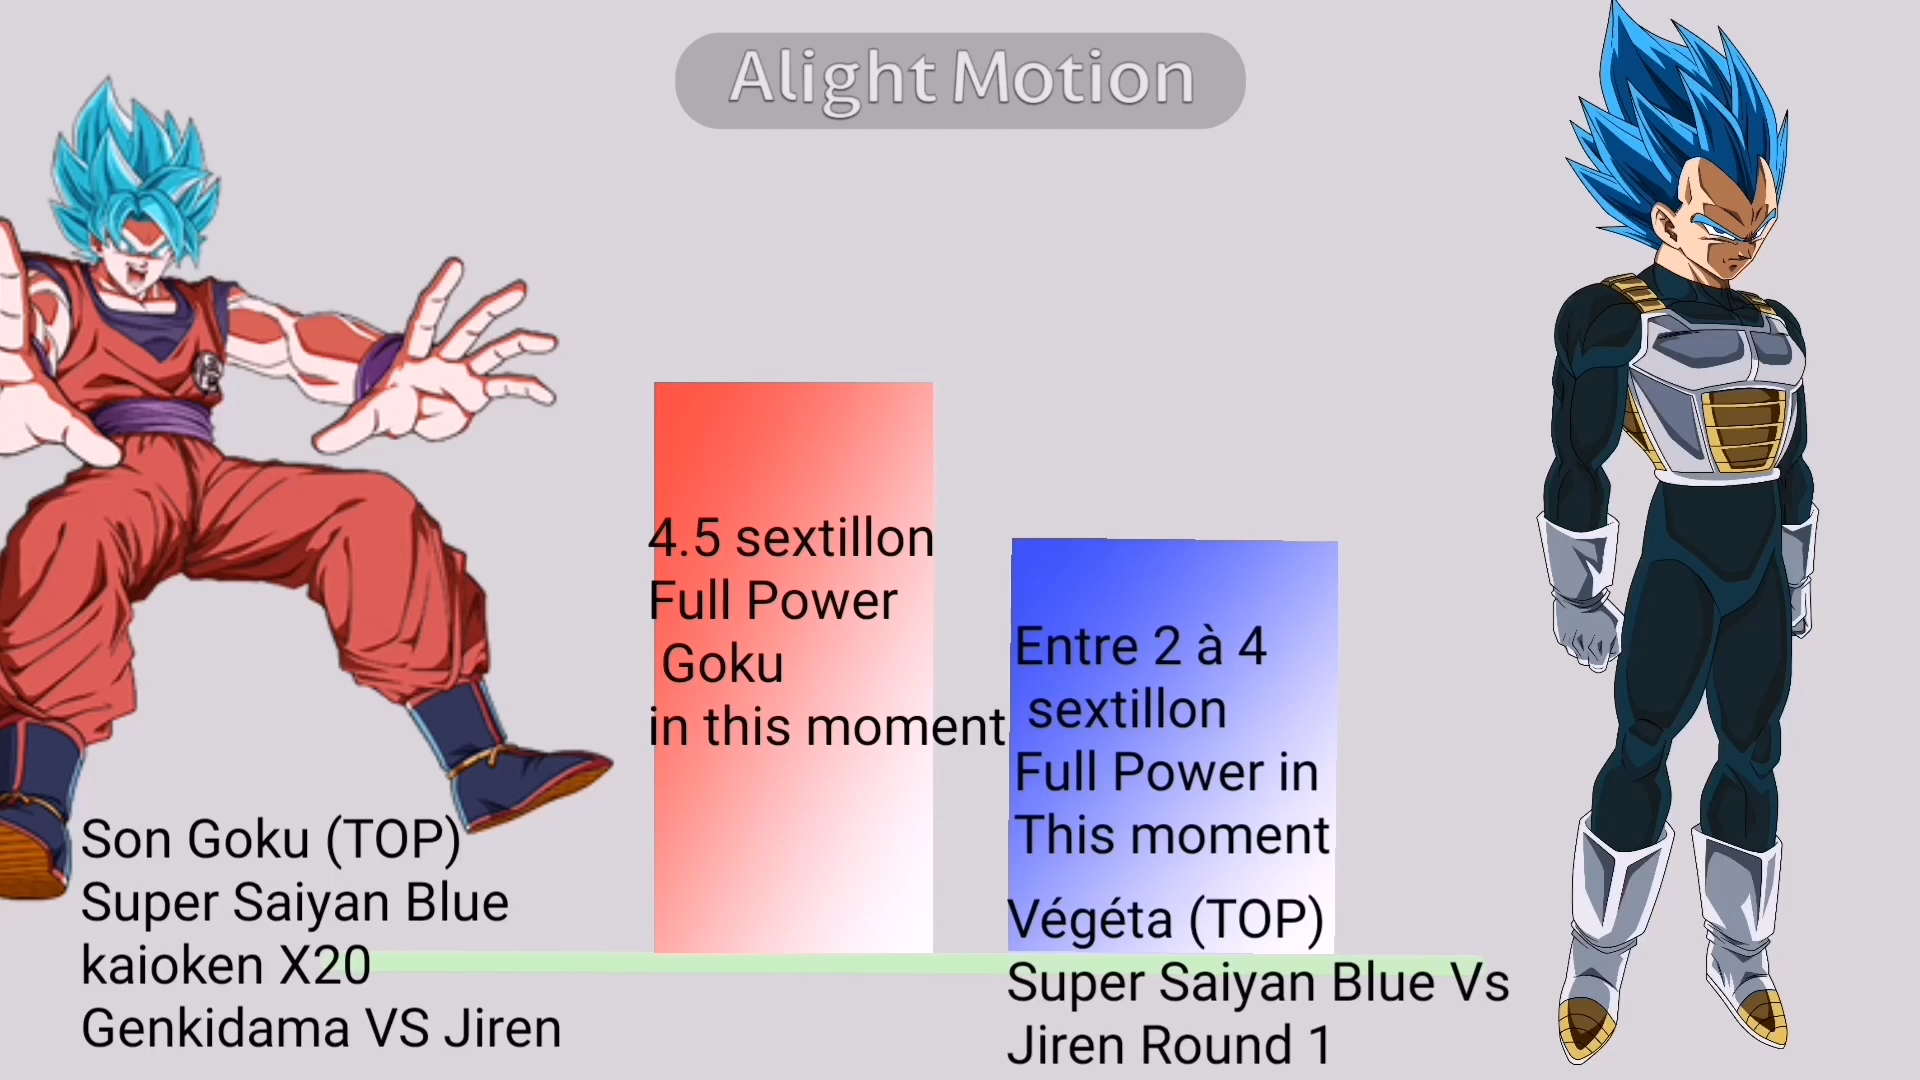 Alight Motion
4.5 sextillon
Full Power
Goku
in this moment
Entre 2 à 4
sextillon
Full Power in
This moment
Son Goku (TOP)
Super Saiyan Blue
kaioken X20
Genkidama VS Jiren
Végéta (TOP)
Super Saiyan Blue Vs
Jiren Round 1